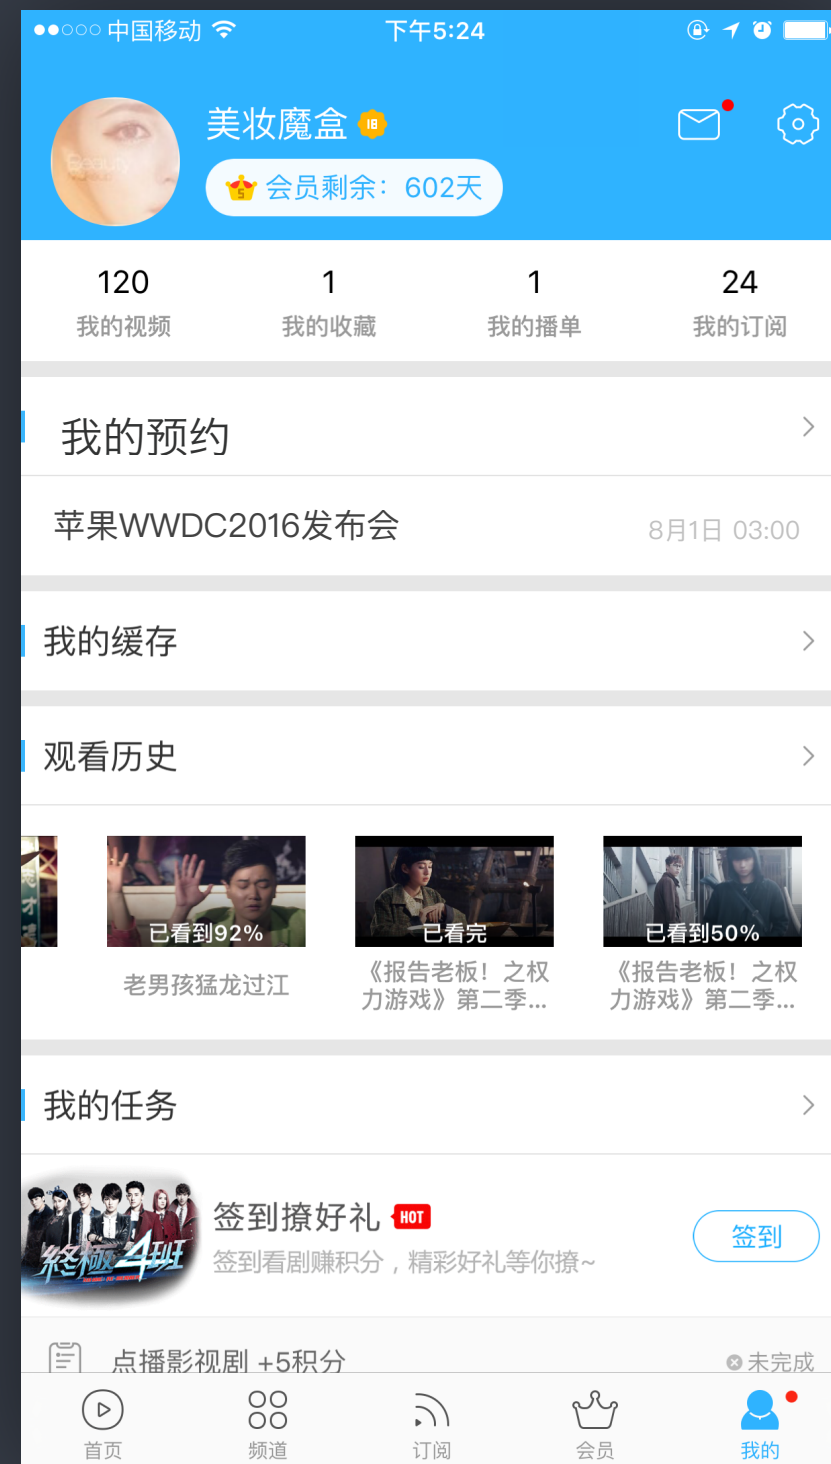 中国移动
下午5:24
Beauty
美妆魔盒
18
5
会员剩余：602天
120
1
1
24
我的视频
我的收藏
我的播单
我的订阅
我的预约
苹果WWDC2016发布会
8月1日 03:00
我的缓存
观看历史
已看到92%
已看完
已看到50%
老男孩猛龙过江
《报告老板！之权
力游戏》第二季...
《报告老板！之权
力游戏》第二季...
我的任务
終極4班
签到撩好礼
HOT
签到看剧赚积分，精彩好礼等你撩~
签到
点播影视剧 +5积分
未完成
首页
频道
订阅
会员
我的